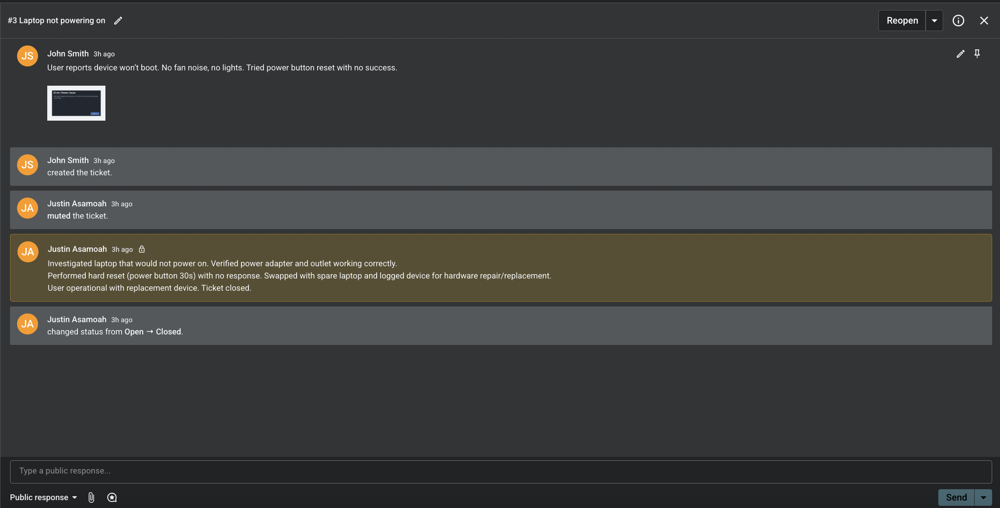 #3 Laptop not powering on
Reopen
JS
John Smith 3h ago
User reports device won’t boot. No fan noise, no lights. Tried power button reset with no success.
Error: Power Issue
JS
John Smith 3h ago
created the ticket.
JA
Justin Asamoah 3h ago
muted the ticket.
JA
Justin Asamoah 3h ago
Investigated laptop that would not power on. Verified power adapter and outlet working correctly.
Performed hard reset (power button 30s) with no response. Swapped with spare laptop and logged device for hardware repair/replacement.
User operational with replacement device. Ticket closed.
JA
Justin Asamoah 3h ago
changed status from Open → Closed.
Type a public response...
Public response
Send